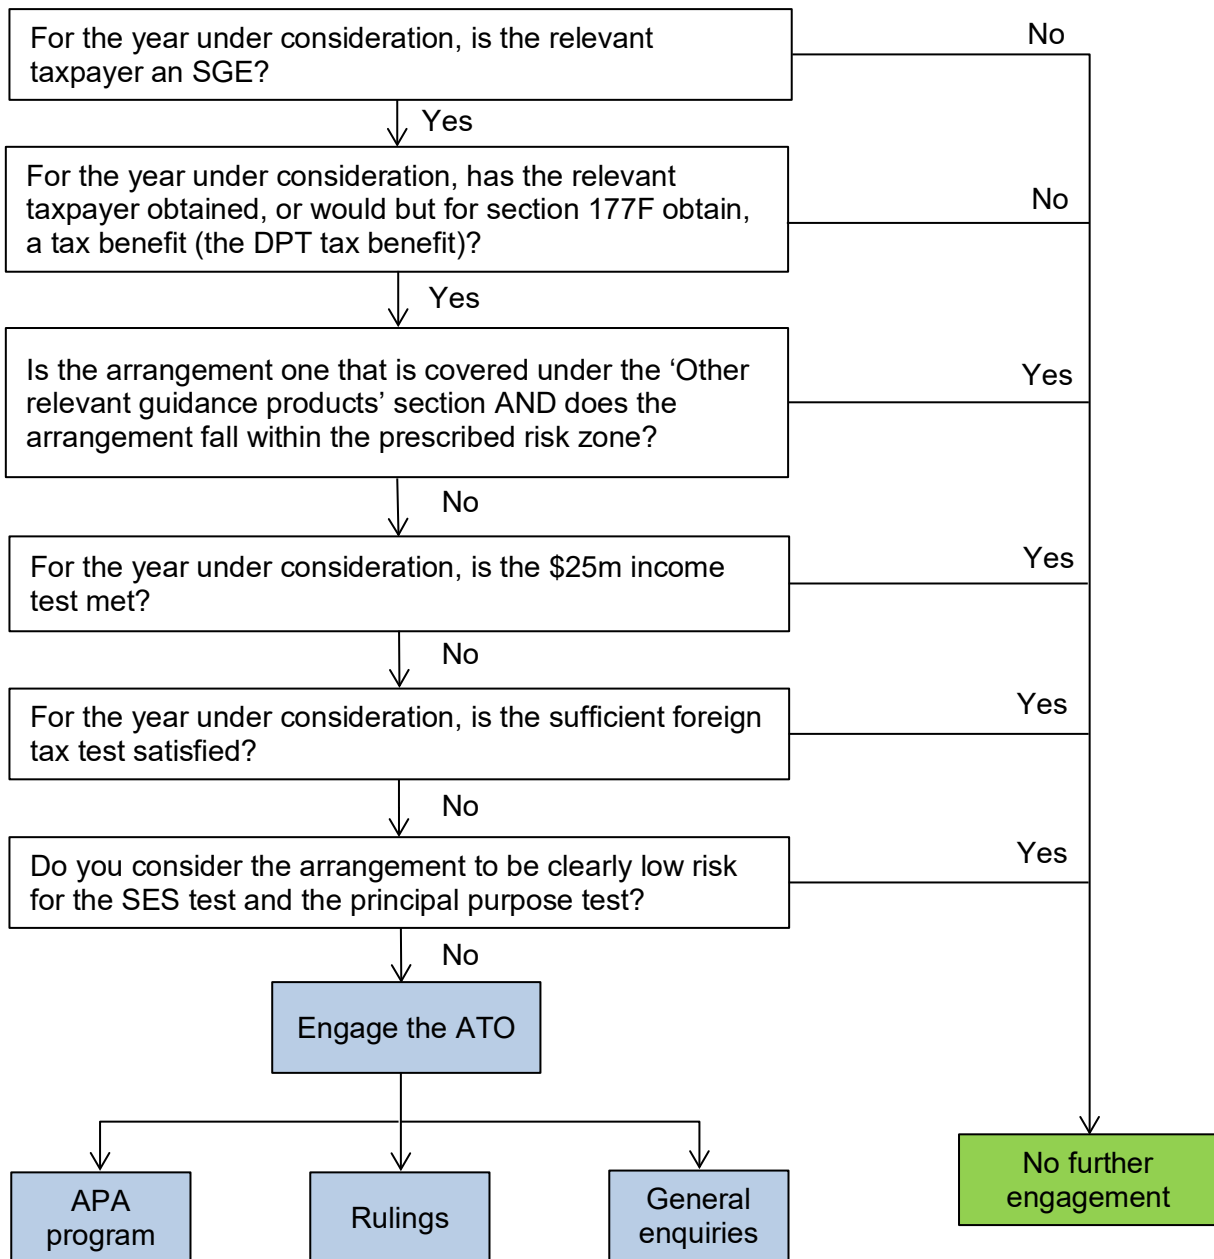 For the year under consideration, is the relevant
taxpayer an SGE?
No
Yes
For the year under consideration, has the relevant
taxpayer obtained, or would but for section 177F obtain,
a tax benefit (the DPT tax benefit)?
No
Yes
Is the arrangement one that is covered under the ‘Other
relevant guidance products’ section AND does the
arrangement fall within the prescribed risk zone?
Yes
No
For the year under consideration, is the $25m income
test met?
Yes
No
For the year under consideration, is the sufficient foreign
tax test satisfied?
Yes
No
Do you consider the arrangement to be clearly low risk
for the SES test and the principal purpose test?
Yes
No
Engage the ATO
APA
program
Rulings
General
enquiries
No further
engagement